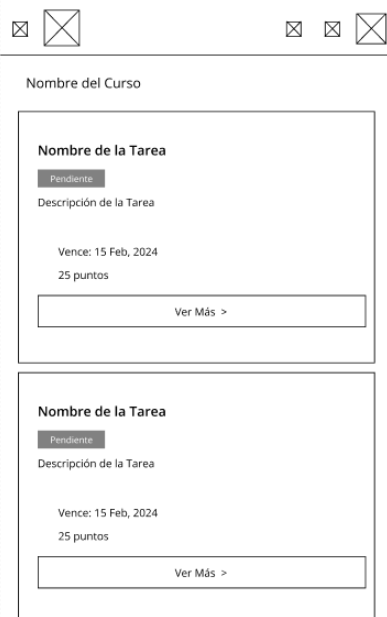 Nombre del Curso
Nombre de la Tarea
Pendiente
Descripción de la Tarea
Vence: 15 Feb, 2024
25 puntos
Ver Más >
Nombre de la Tarea
Pendiente
Descripción de la Tarea
Vence: 15 Feb, 2024
25 puntos
Ver Más >